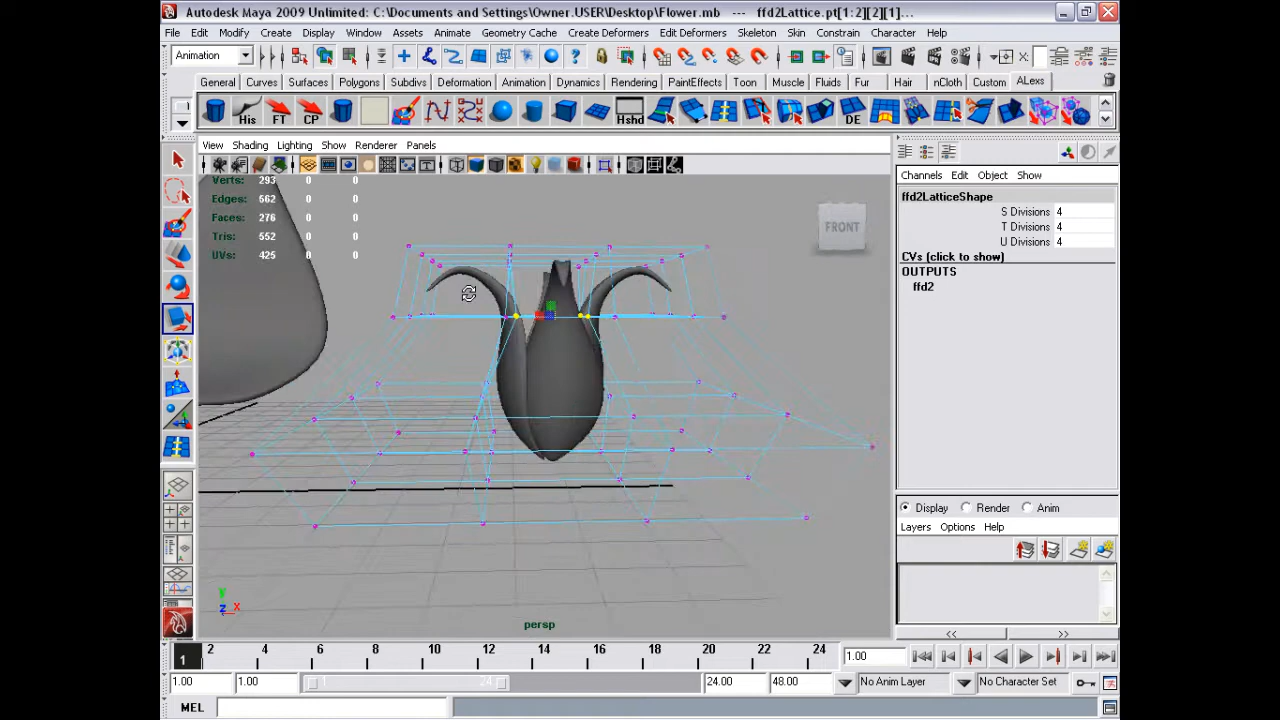 Autodesk Maya 2009 Unlimited: C:\Documents and Settings\Owner.USER\Desktop\Flower.mb --- ffd2Lattice.pt[1:2][2][1]...
File Edit Modify Create Display Window Assets Animate Geometry Cache Create Deformers Edit Deformers Skeleton Skin Constrain Character Help
Animation
General Curves Surfaces Polygons Subdivs Deformation Animation Dynamics Rendering PaintEffects Toon Muscle Fluids Fur Hair nCloth Custom ALexs
His FT CP Hshd DE
View Shading Lighting Show Renderer Panels
Channels Edit Object Show
Verts: 293 0 0
Edges: 562 0 0
Faces: 276 0 0
Tris: 552 0 0
UVs: 425 0 0
FRONT
ffd2LatticeShape
S Divisions 4
T Divisions 4
U Divisions 4
CVs (click to show)
OUTPUTS
ffd2
Display Render Anim
Layers Options Help
y
z x
persp
<< >>
1 2 4 6 8 10 12 14 16 18 20 22 24
1.00
1.00 1.00 1 24 24.00 48.00 No Anim Layer No Character Set
MEL